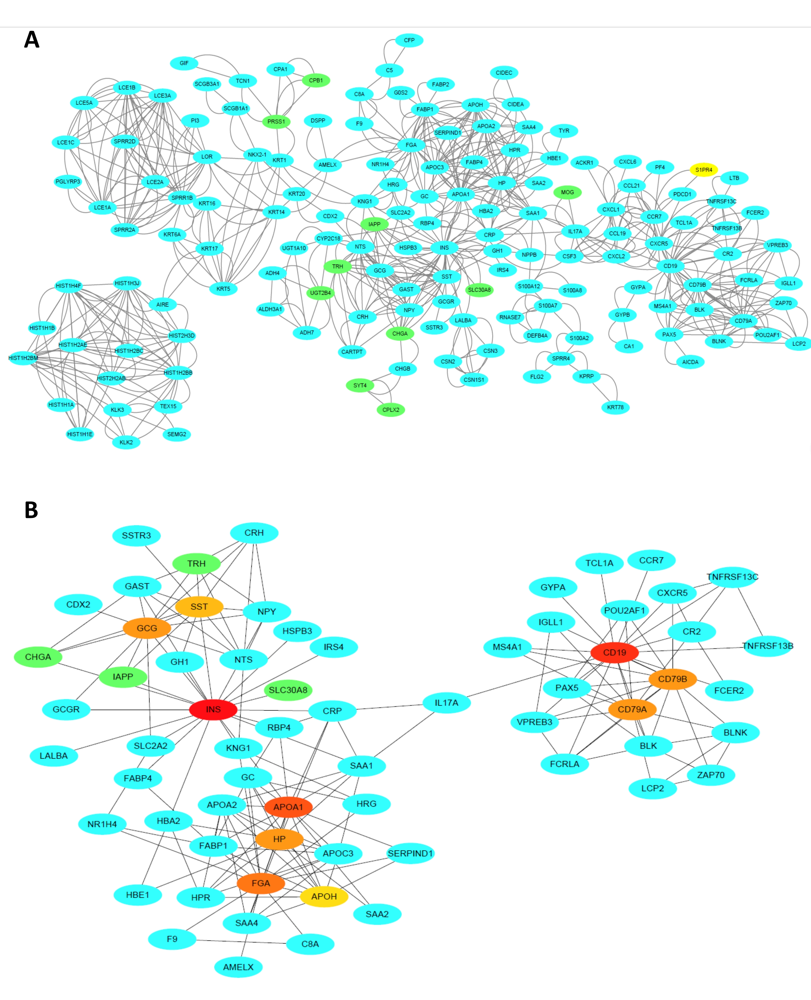 A
CFP
GIF
CPA1
C5
CIDEC
SCGB3A1
TCN1
CPB1
LCE1B
LCE3A
C8A
G0S2
FABP2
LCE5A
SCGB1A1
FABP1
APOH
CIDEA
PI3
PRSS1
DSPP
F9
SERPIND1
APOA2
SAA4
TYR
LCE1C
SPRR2D
FGA
HPR
LOR
NKX2-1
KRT1
AMELX
NR1H4
APOC3
FABP4
HBE1
ACKR1
CXCL6
PF4
S1PR4
LTB
PGLYRP3
LCE2A
HRG
HP
SAA2
CCL21
MOG
PDCD1
SPRR1B
KRT16
KRT20
KNG1
GC
APOA1
TNFRSF13C
LCE1A
KRT14
CDX2
SLC2A2
HBA2
SAA1
CXCL1
CCR7
FCER2
SPRR2A
KRT6A
IAPP
RBP4
CRP
IL17A
CCL19
TCL1A
TNFRSF13B
KRT17
UGT1A10
CYP2C18
NTS
HSPB3
INS
GH1
NPPB
CSF3
CXCL2
CXCR5
CR2
VPREB3
ADH4
TRH
GCG
SST
IRS4
CD19
HIST1H4F
HIST1H3J
KRT5
UGT2B4
GAST
SLC30A8
S100A12
S100A8
GYPA
CD79B
FCRLA
IGLL1
AIRE
ALDH3A1
CRH
NPY
GCGR
S100A7
MS4A1
BLK
ZAP70
HIST1H1B
ADH7
CHGA
SSTR3
LALBA
RNASE7
GYPB
CD79A
HIST2H3D
DEFB4A
S100A2
PAX5
BLNK
POU2AF1
LCP2
HIST1H2AE
HIST1H2BC
CARTPT
CSN3
CA1
HIST1H2BM
CSN2
SPRR4
AICDA
HIST2H2AB
HIST1H2BB
CHGB
CSN1S1
FLG2
KPRP
SYT4
HIST1H1A
KLK3
TEX15
CPLX2
KRT78
HIST1H1E
KLK2
SEMG2
B
SSTR3
CRH
TRH
GAST
CDX2
SST
NPY
GCG
HSPB3
IRS4
CHGA
GH1
NTS
IAPP
SLC30A8
GCGR
INS
CRP
IL17A
RBP4
LALBA
SLC2A2
KNG1
SAA1
FABP4
GC
APOA2
APOA1
HRG
NR1H4
HBA2
HP
FABP1
APOC3
SERPIND1
FGA
HBE1
HPR
APOH
SAA2
SAA4
F9
C8A
AMELX
TCL1A
CCR7
TNFRSF13C
GYPA
CXCR5
POU2AF1
IGLL1
CR2
MS4A1
CD19
TNFRSF13B
CD79B
PAX5
FCER2
CD79A
VPREB3
BLNK
BLK
FCRLA
ZAP70
LCP2